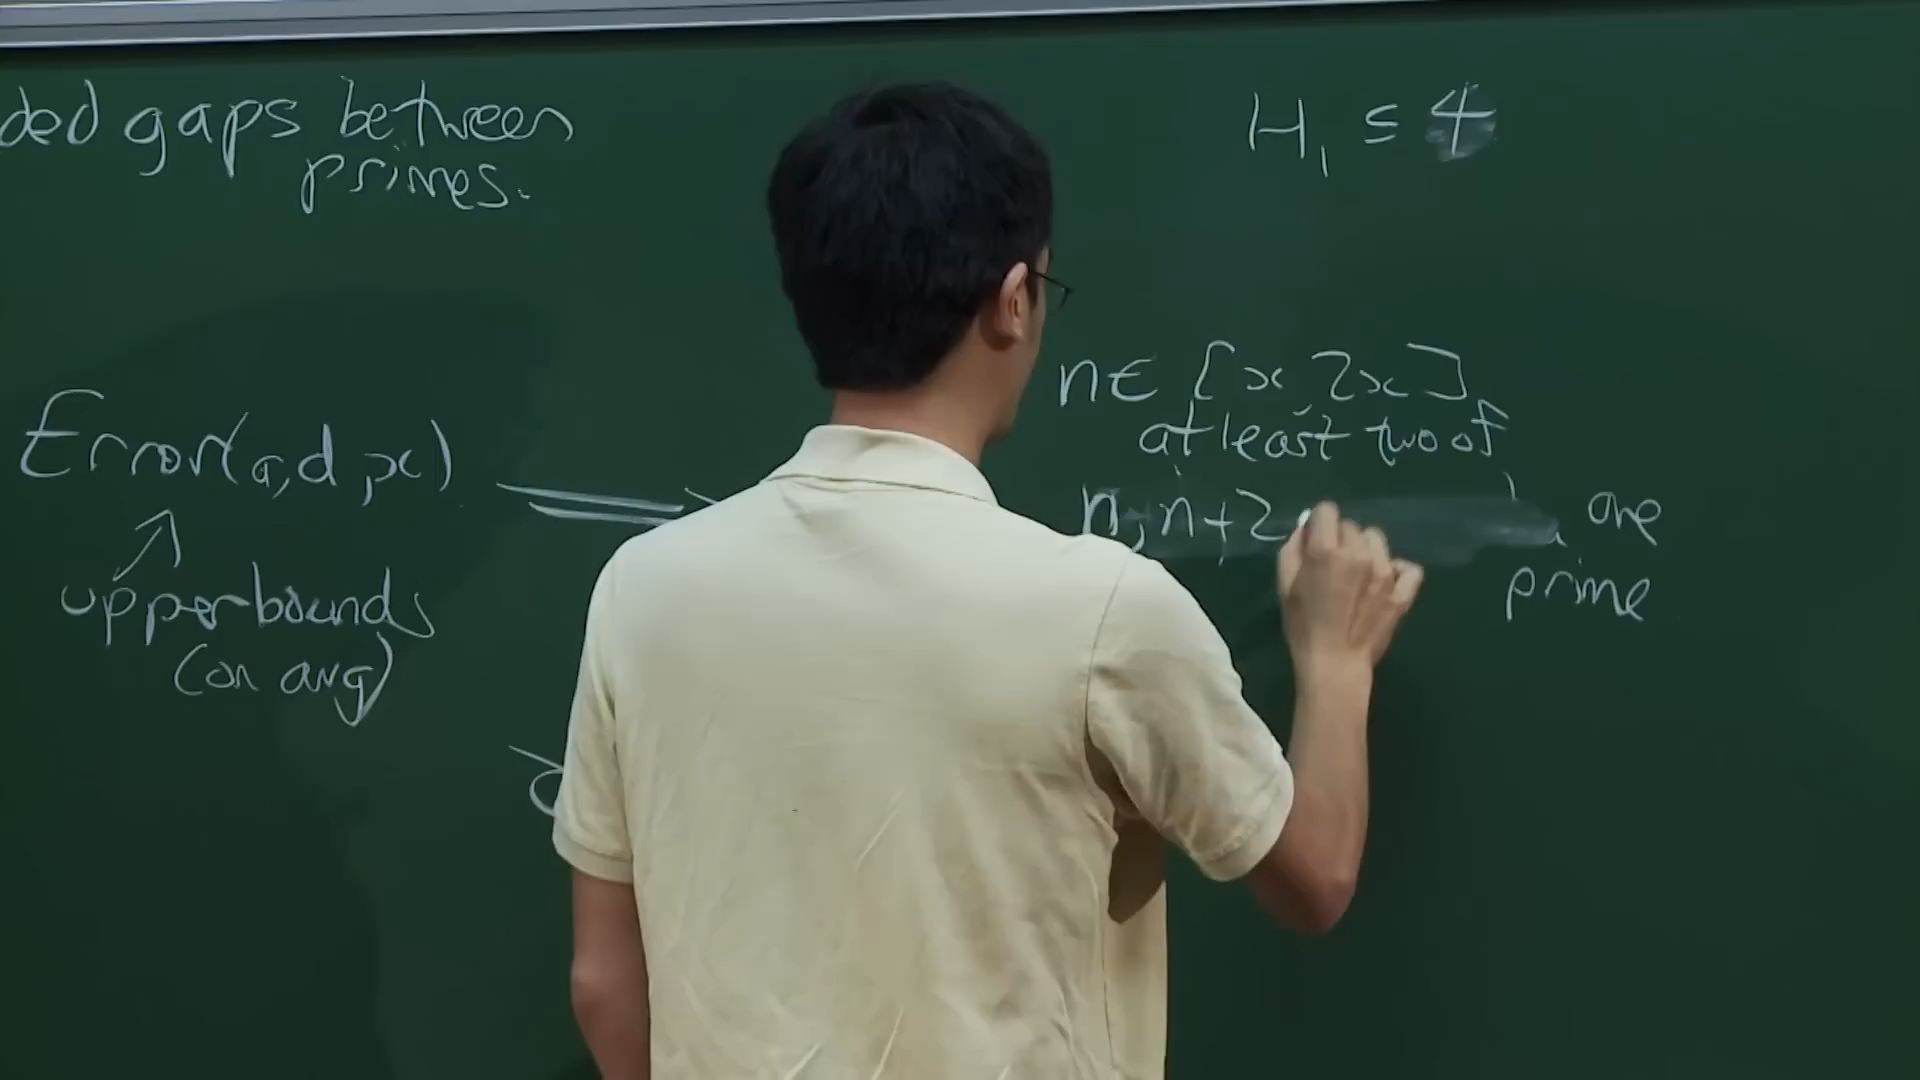 ded gaps between
primes.
H₁ ≤ 4
Error(a,d,x)
upperbounds
(on avg)
n∈ [x, 2x]
at least two of
n, n+2 are
prime